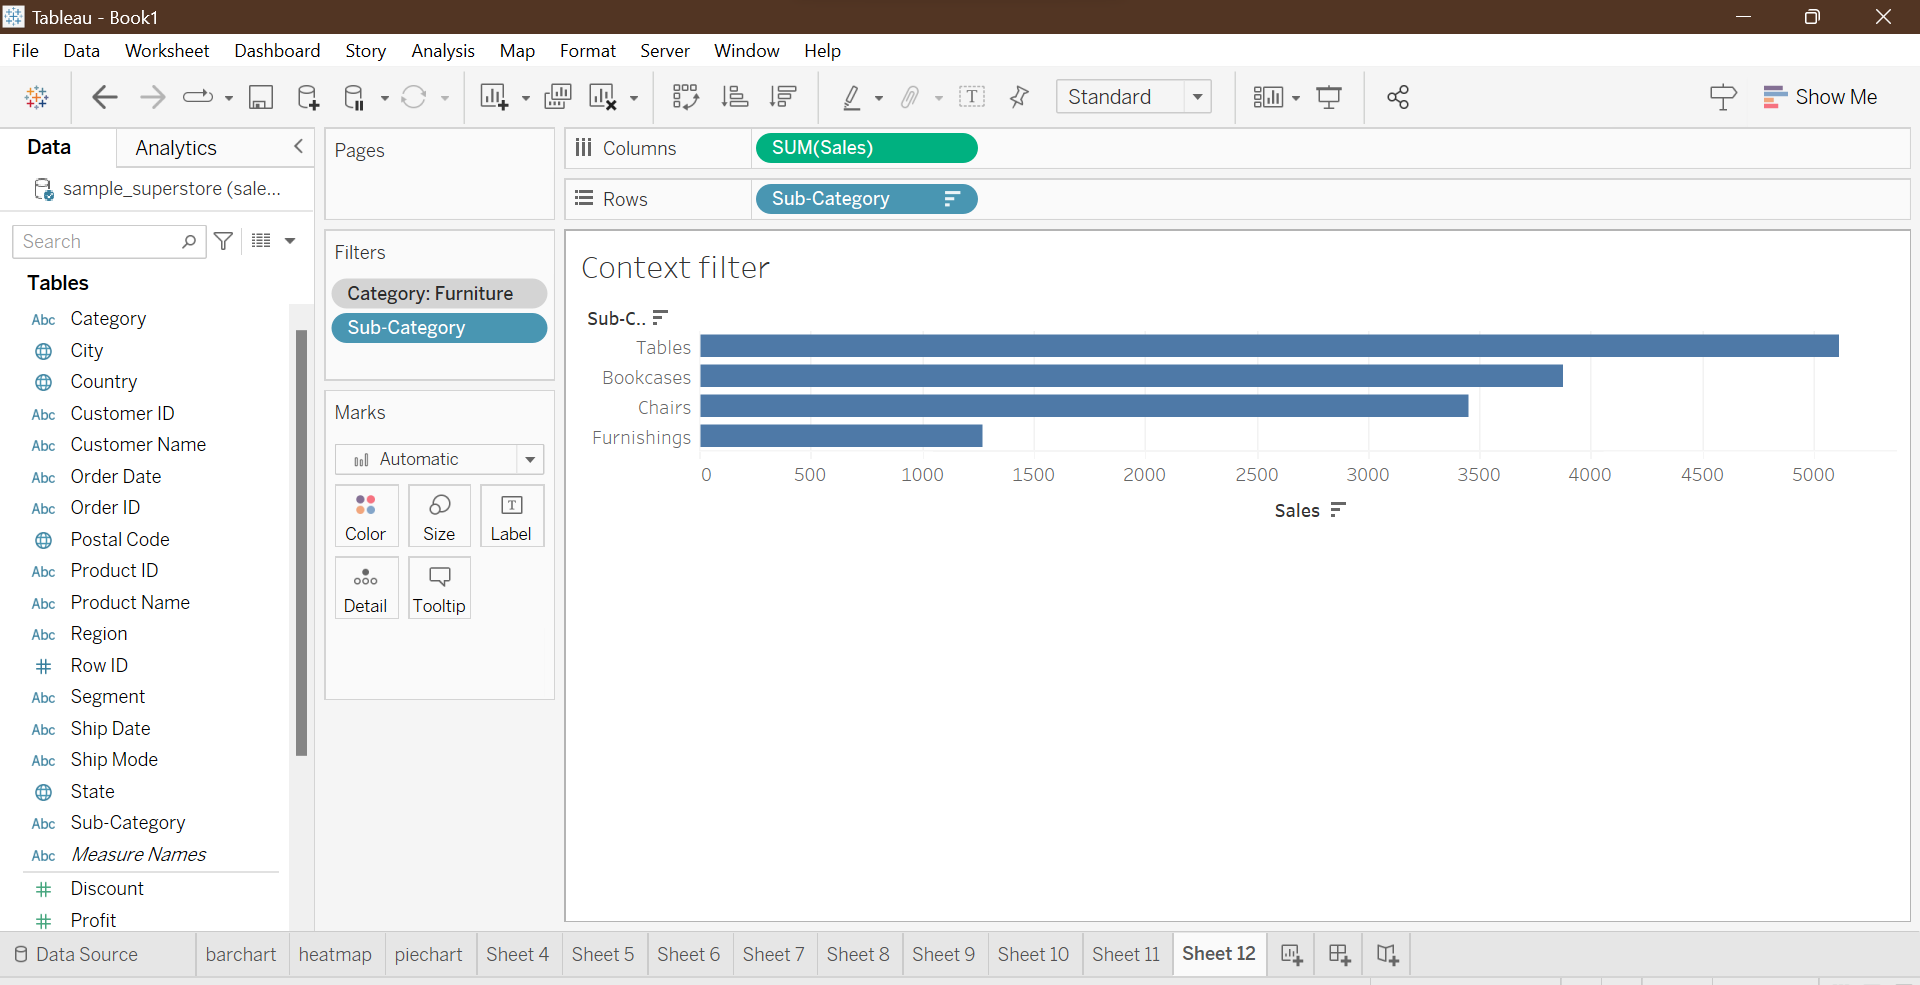 Tableau - Book1
File Data Worksheet Dashboard Story Analysis Map Format Server Window Help
Standard
Show Me
Data Analytics
sample_superstore (sale...
Search
Tables
Abc Category
City
Country
Abc Customer ID
Abc Customer Name
Abc Order Date
Abc Order ID
Postal Code
Abc Product ID
Abc Product Name
Abc Region
# Row ID
Abc Segment
Abc Ship Date
Abc Ship Mode
State
Abc Sub-Category
Abc Measure Names
# Discount
# Profit
Pages
Filters
Category: Furniture
Sub-Category
Marks
Automatic
Color Size Label
Detail Tooltip
Columns SUM(Sales)
Rows Sub-Category
Context filter
Sub-C..
Tables
Bookcases
Chairs
Furnishings
0 500 1000 1500 2000 2500 3000 3500 4000 4500 5000
Sales
Data Source barchart heatmap piechart Sheet 4 Sheet 5 Sheet 6 Sheet 7 Sheet 8 Sheet 9 Sheet 10 Sheet 11 Sheet 12